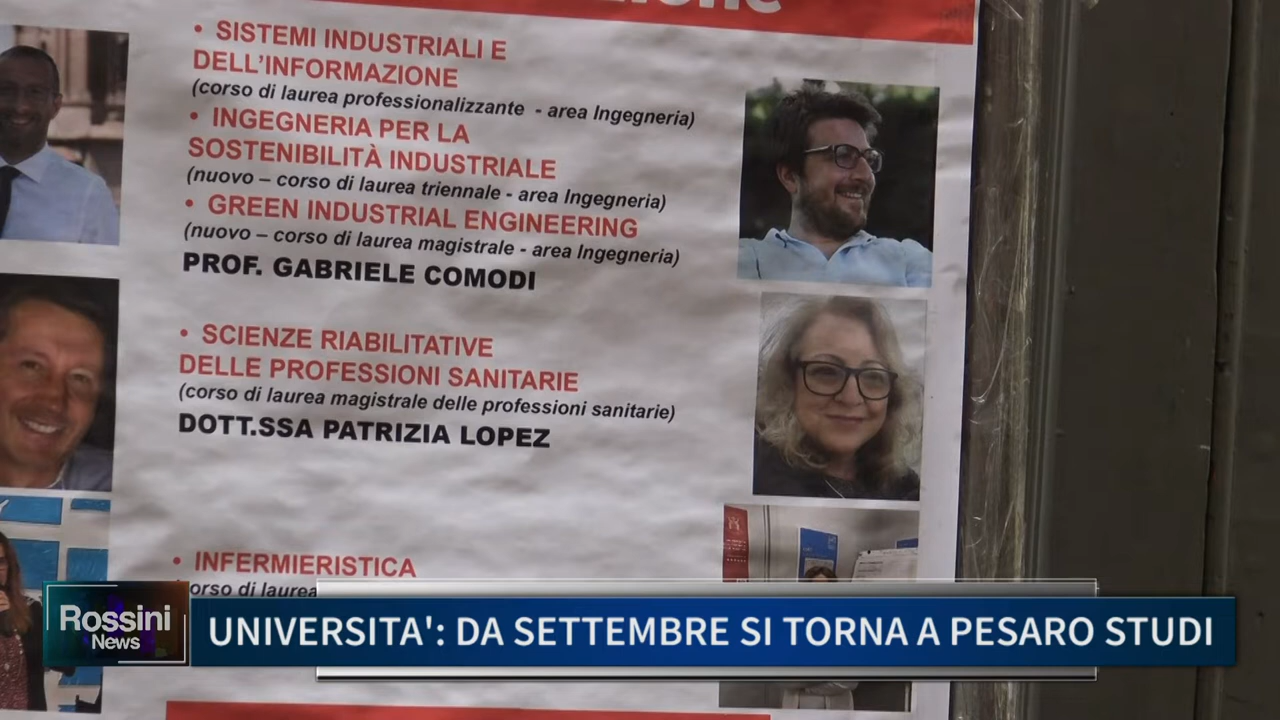 • SISTEMI INDUSTRIALI E
DELL'INFORMAZIONE
(corso di laurea professionalizzante - area Ingegneria)
• INGEGNERIA PER LA
SOSTENIBILITÀ INDUSTRIALE
(nuovo – corso di laurea triennale - area Ingegneria)
• GREEN INDUSTRIAL ENGINEERING
(nuovo – corso di laurea magistrale - area Ingegneria)
PROF. GABRIELE COMODI
• SCIENZE RIABILITATIVE
DELLE PROFESSIONI SANITARIE
(corso di laurea magistrale delle professioni sanitarie)
DOTT.SSA PATRIZIA LOPEZ
• INFERMIERISTICA
corso di laurea
Rossini
News
UNIVERSITA': DA SETTEMBRE SI TORNA A PESARO STUDI